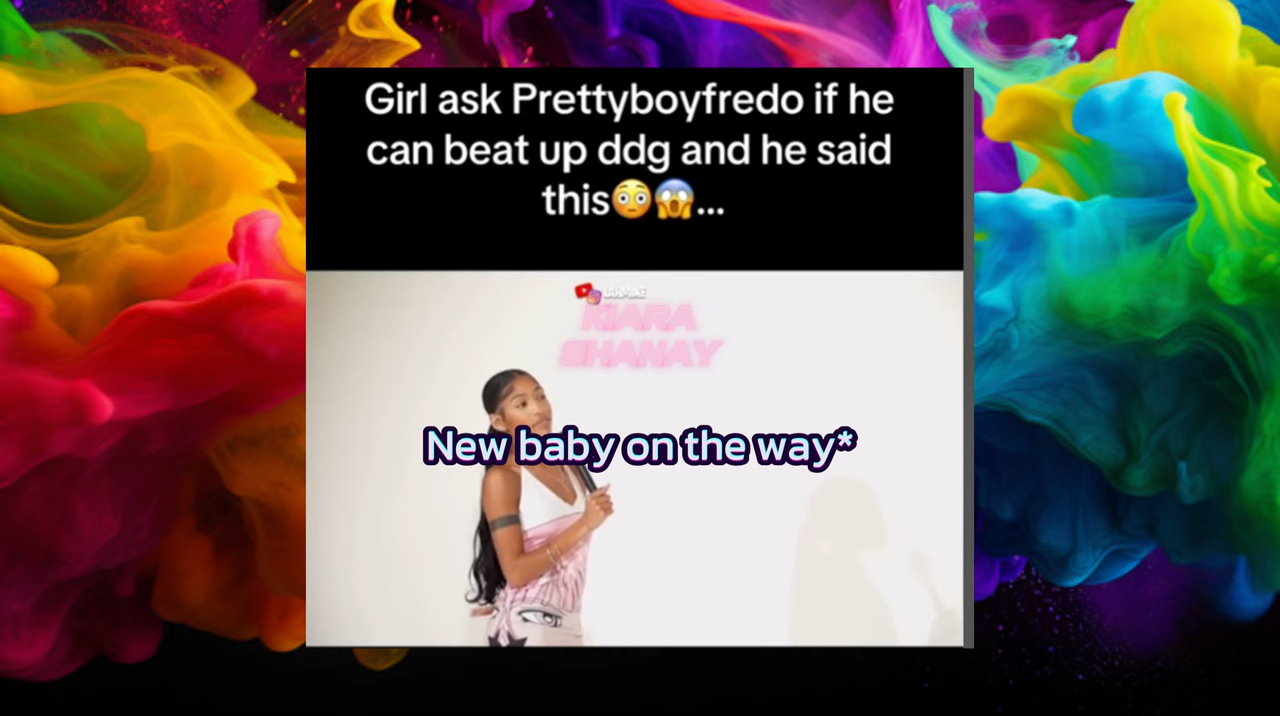 Girl ask Prettyboyfredo if he
can beat up ddg and he said
this😳😱...
KIARA
SHANAY
New baby on the way*